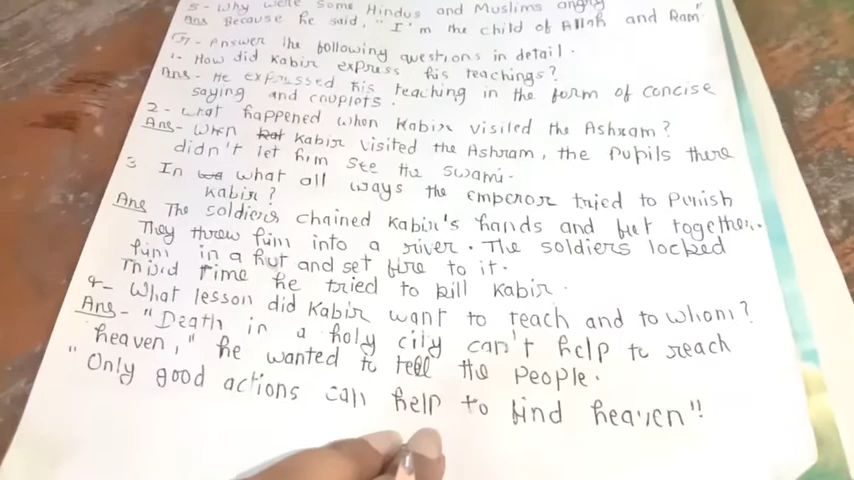 5- Why were some Hindus and Muslims angry
Ans Because he said, "I'm the child of Allah and Ram"
- Answer the following questions in detail.
1- How did Kabir express his teachings?
Ans- He expressed his teaching in the form of concise
saying and couplets.
2- What happened when Kabir visited the Ashram?
Ans- When Kabir visited the Ashram, the Pupils there
didn't let him see the swami.
3 In what all ways the emperor tried to Punish
Kabir?
Ans The soldiers chained Kabir's hands and feet together.
They threw him into a river. The soldiers locked
him in a hut and set fire to it.
Third Time he tried to kill Kabir.
4- What lesson did Kabir want to teach and to whom?
Ans- "Death in a holy city can't help to reach
heaven," he wanted to tell the People.
"Only good actions can help to find heaven"!